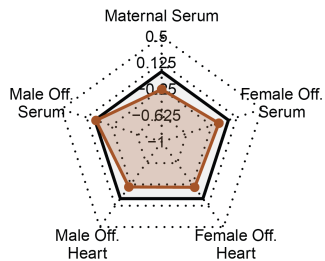 Maternal Serum
0.5
0.125
−0.25
Male Off.
Serum
Female Off.
Serum
−0.625
−1
Male Off.
Heart
Female Off.
Heart